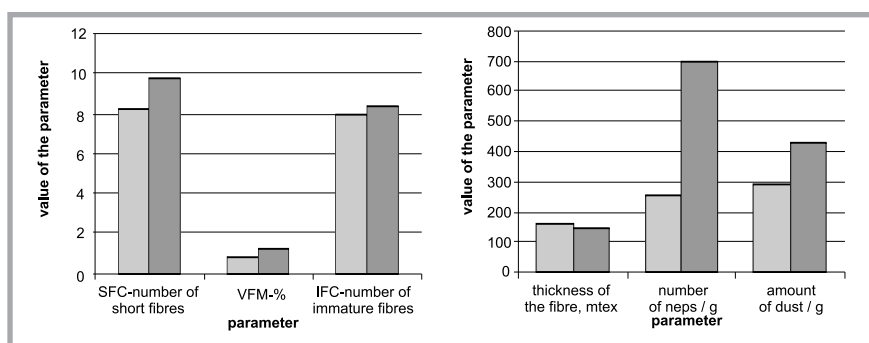 value of the parameter
12
10
8
6
4
2
0
SFC-number of
short fibres
VFM-%
IFC-number of
immature fibres
parameter
value of the parameter
800
700
600
500
400
300
200
100
0
thickness of
the fibre, mtex
number
of neps / g
amount
of dust / g
parameter